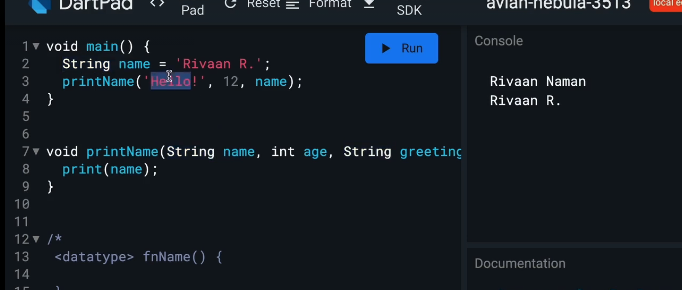 DartPad <> Pad Reset Format SDK avian-nebula-3513 local e
Run
1 void main() {
2 String name = 'Rivaan R.';
3 printName('Hello!', 12, name);
4 }
5
6
7 void printName(String name, int age, String greeting
8 print(name);
9 }
10
11
12 /*
13 <datatype> fnName() {
14
15 }
Console
Rivaan Naman
Rivaan R.
Documentation